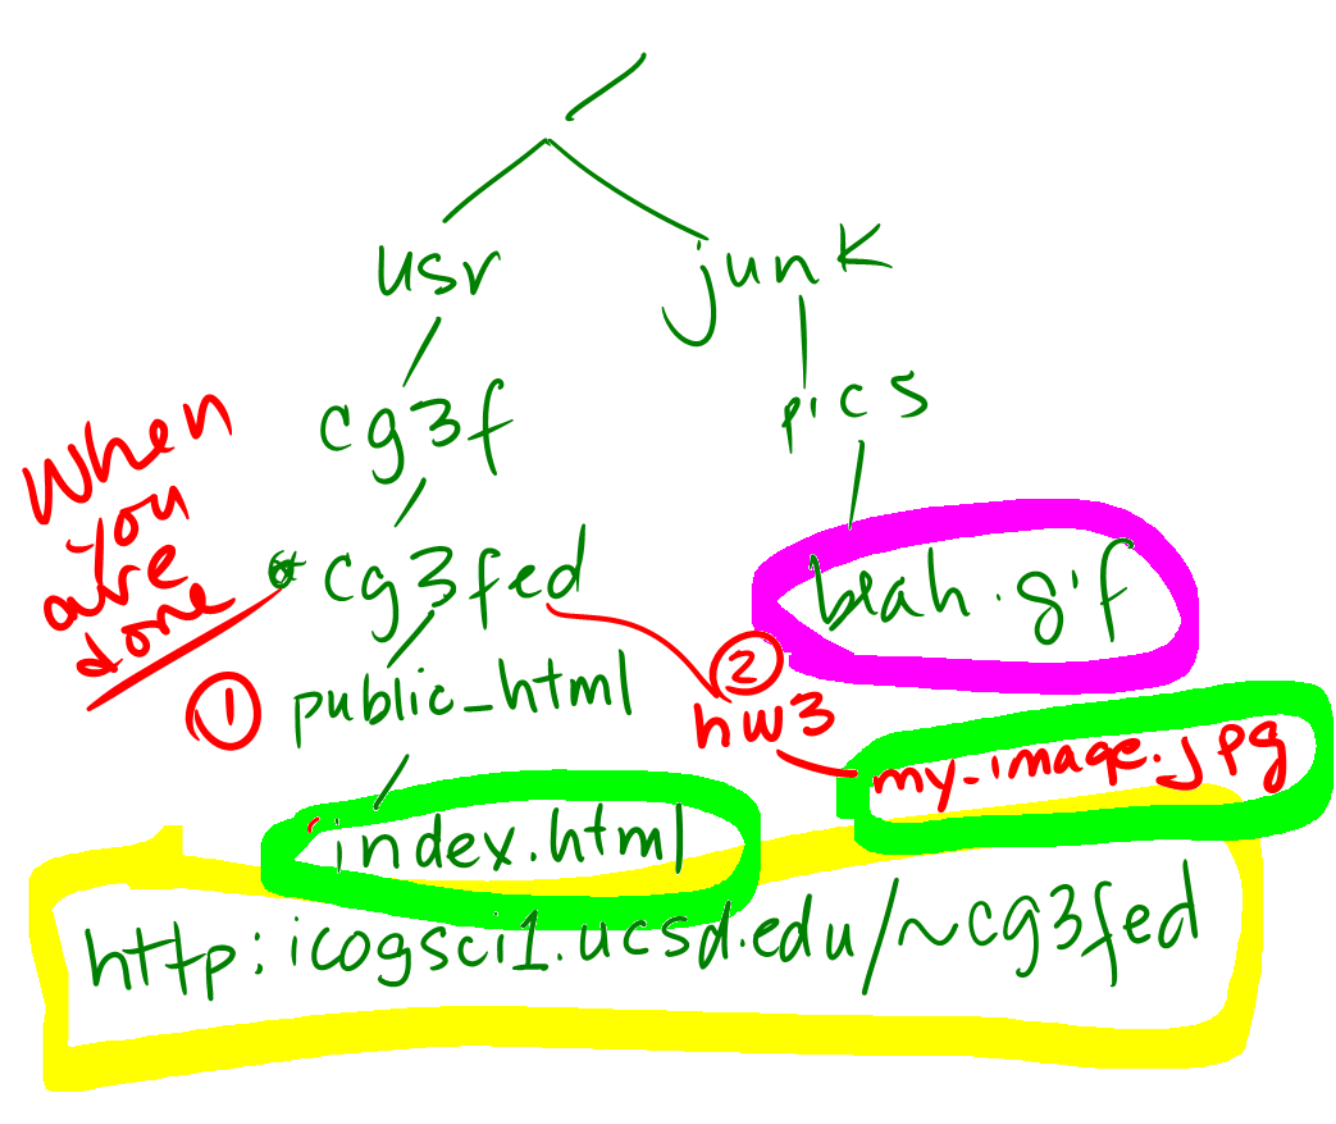 /
usr junk
cg3f pics
When
you
are
done
* cg3fed blah.gif
1 public_html
2
hw3 my-image.jpg
index.html
http: icogsci1.ucsd.edu/~cg3fed